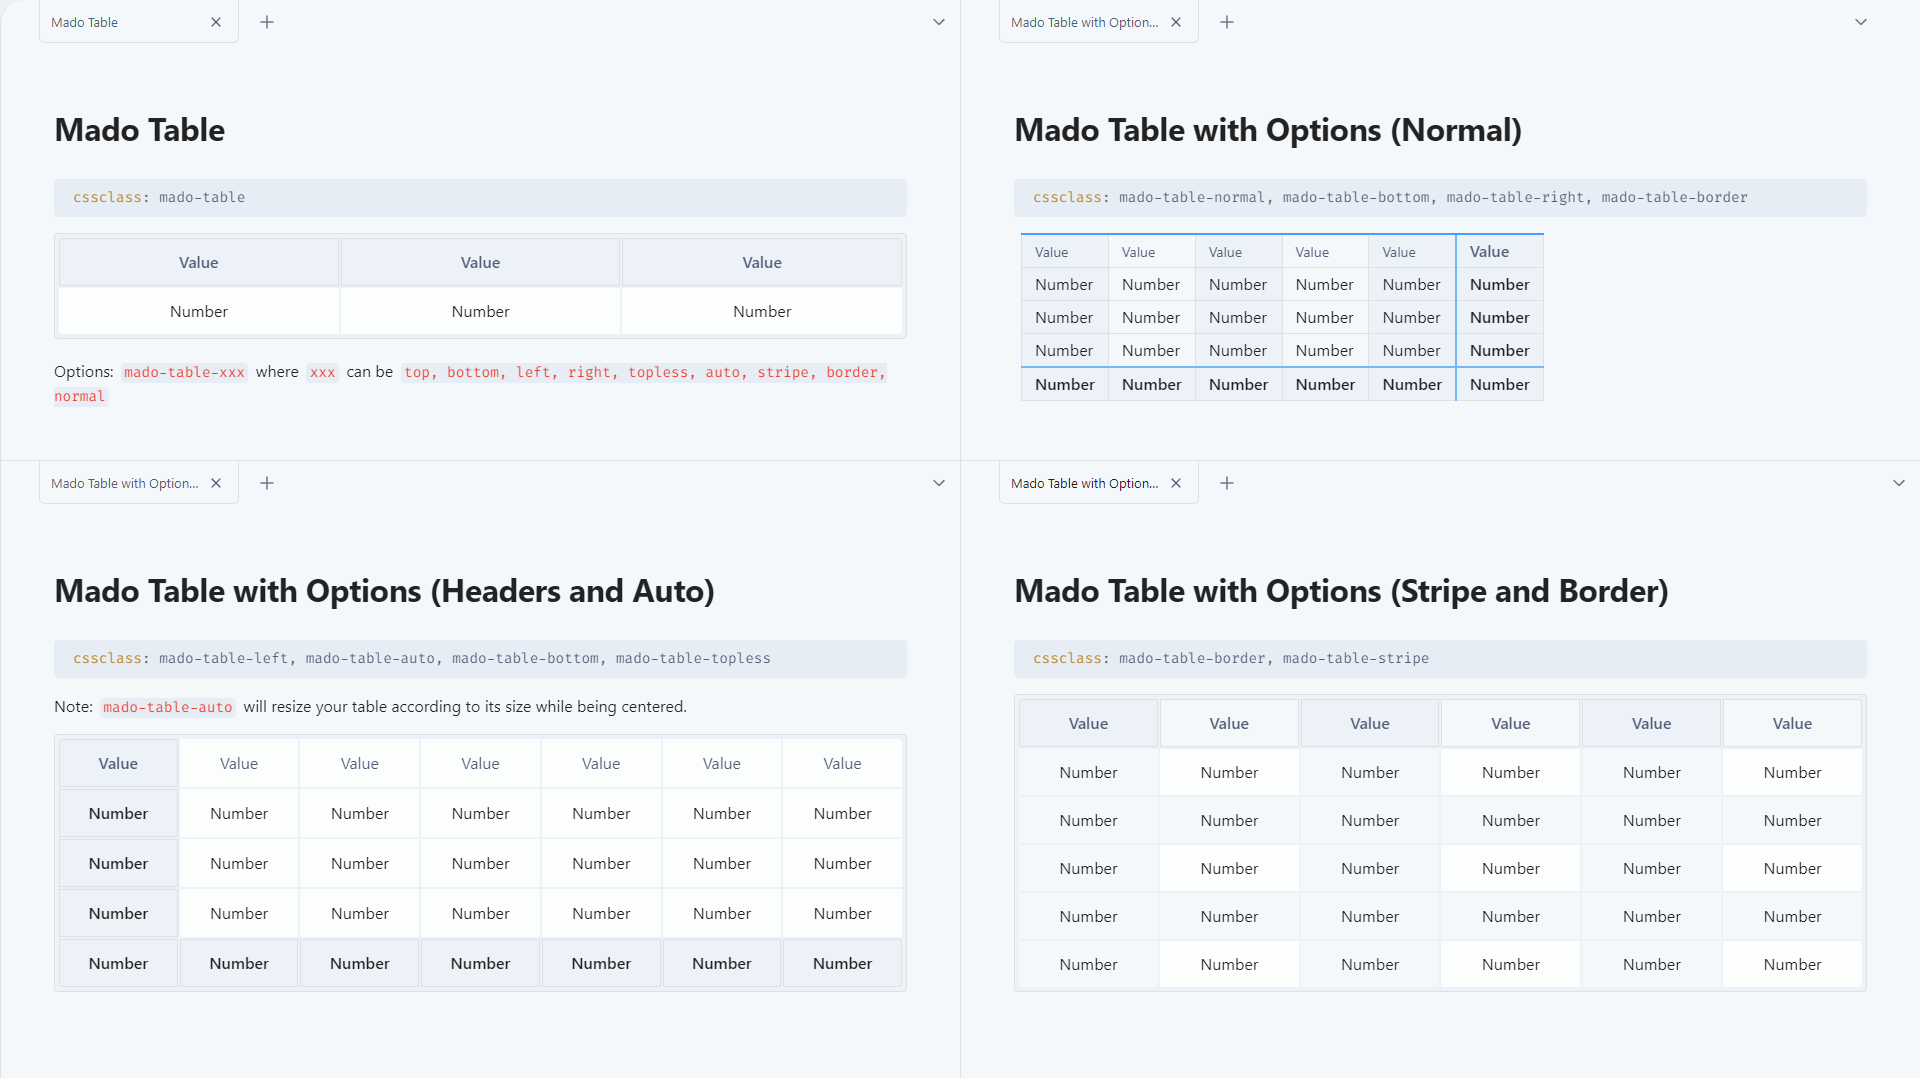 Mado Table
Mado Table
cssclass: mado-table
Value Value Value
Number Number Number
Options: mado-table-xxx where xxx can be top, bottom, left, right, topless, auto, stripe, border,
normal
Mado Table with Option...
Mado Table with Options (Normal)
cssclass: mado-table-normal, mado-table-bottom, mado-table-right, mado-table-border
Value Value Value Value Value Value
Number Number Number Number Number Number
Number Number Number Number Number Number
Number Number Number Number Number Number
Number Number Number Number Number Number
Mado Table with Option...
Mado Table with Options (Headers and Auto)
cssclass: mado-table-left, mado-table-auto, mado-table-bottom, mado-table-topless
Note: mado-table-auto will resize your table according to its size while being centered.
Value Value Value Value Value Value Value
Number Number Number Number Number Number Number
Number Number Number Number Number Number Number
Number Number Number Number Number Number Number
Number Number Number Number Number Number Number
Mado Table with Option...
Mado Table with Options (Stripe and Border)
cssclass: mado-table-border, mado-table-stripe
Value Value Value Value Value Value
Number Number Number Number Number Number
Number Number Number Number Number Number
Number Number Number Number Number Number
Number Number Number Number Number Number
Number Number Number Number Number Number